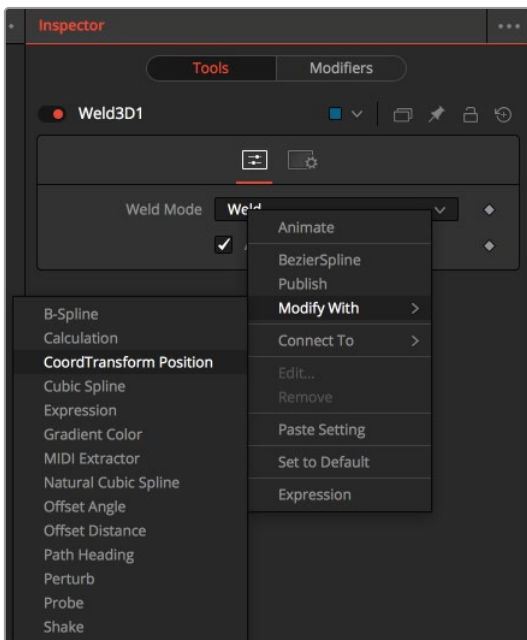 Inspector
Tools Modifiers
Weld3D1
Weld Mode Weld
Animate
BezierSpline
Publish
Modify With
Connect To
Edit...
Remove
Paste Setting
Set to Default
Expression
B-Spline
Calculation
CoordTransform Position
Cubic Spline
Expression
Gradient Color
MIDI Extractor
Natural Cubic Spline
Offset Angle
Offset Distance
Path Heading
Perturb
Probe
Shake